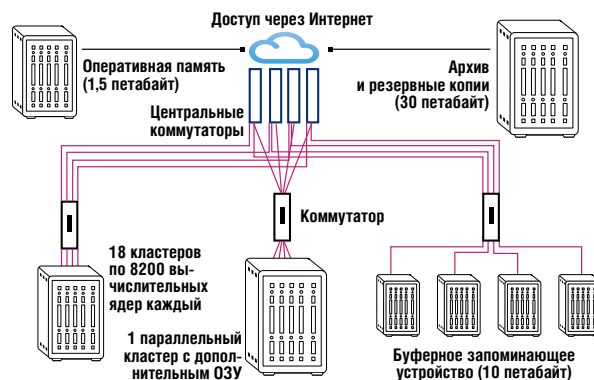 Доступ через Интернет
Оперативная память
(1,5 петабайт)
Архив
и резервные копии
(30 петабайт)
Центральные
коммутаторы
Коммутатор
18 кластеров
по 8200 вы-
числительных
ядер каждый
1 параллельный
кластер с допол-
нительным ОЗУ
Буферное запоминающее
устройство (10 петабайт)